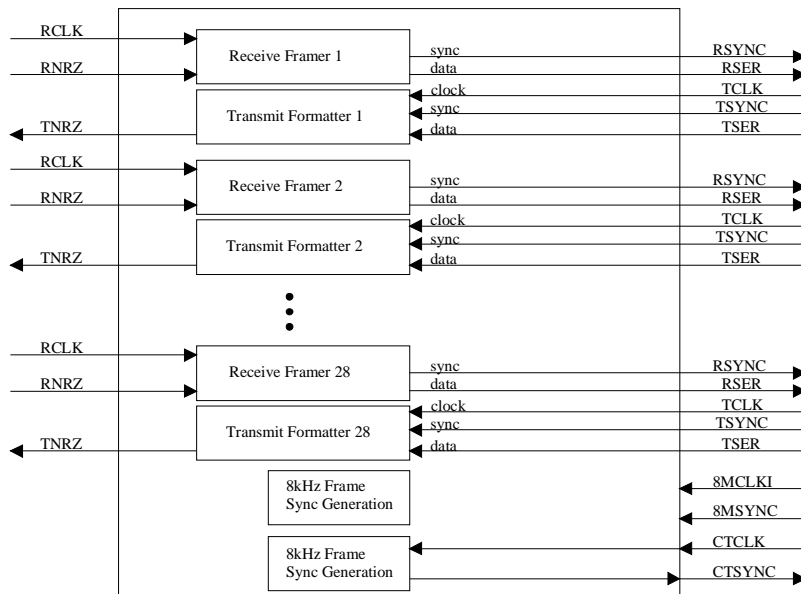 RCLK
Receive Framer 1
sync
RSYNC
RNRZ
data
RSER
clock
TCLK
Transmit Formatter 1
sync
TSYNC
TNRZ
data
TSER
RCLK
Receive Framer 2
sync
RSYNC
RNRZ
data
RSER
clock
TCLK
Transmit Formatter 2
sync
TSYNC
TNRZ
data
TSER
RCLK
Receive Framer 28
sync
RSYNC
RNRZ
data
RSER
clock
TCLK
Transmit Formatter 28
sync
TSYNC
TNRZ
data
TSER
8kHz Frame
Sync Generation
8MCLKI
8MSYNC
8kHz Frame
Sync Generation
CTCLK
CTSYNC